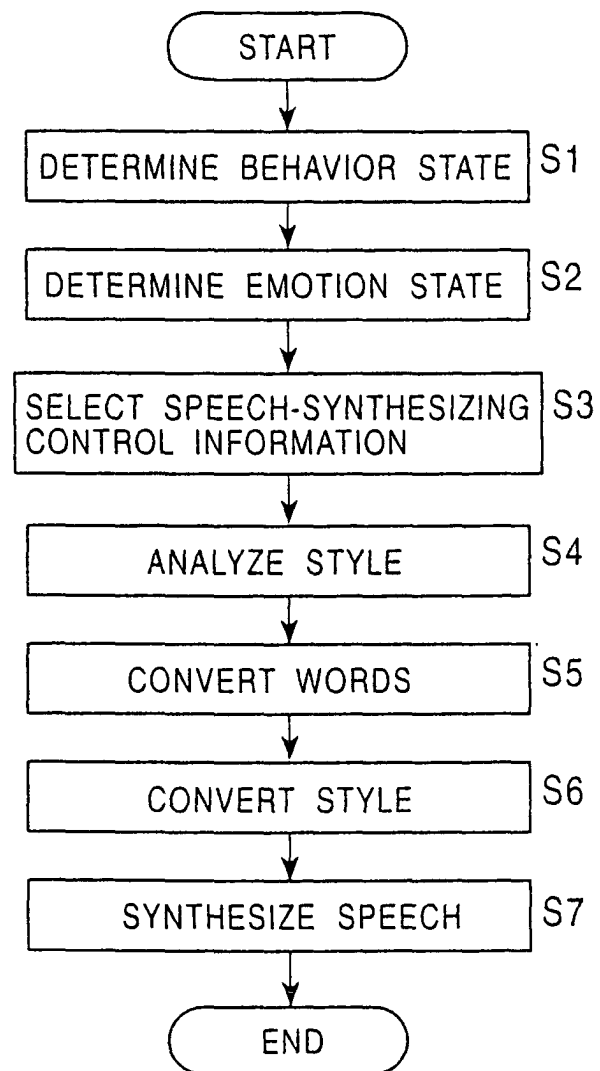 START
DETERMINE BEHAVIOR STATE S1
DETERMINE EMOTION STATE S2
SELECT SPEECH-SYNTHESIZING S3
CONTROL INFORMATION
ANALYZE STYLE S4
CONVERT WORDS S5
CONVERT STYLE S6
SYNTHESIZE SPEECH S7
END